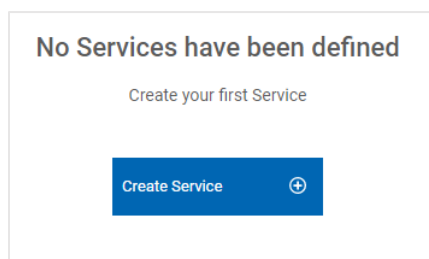 No Services have been defined
Create your first Service
Create Service